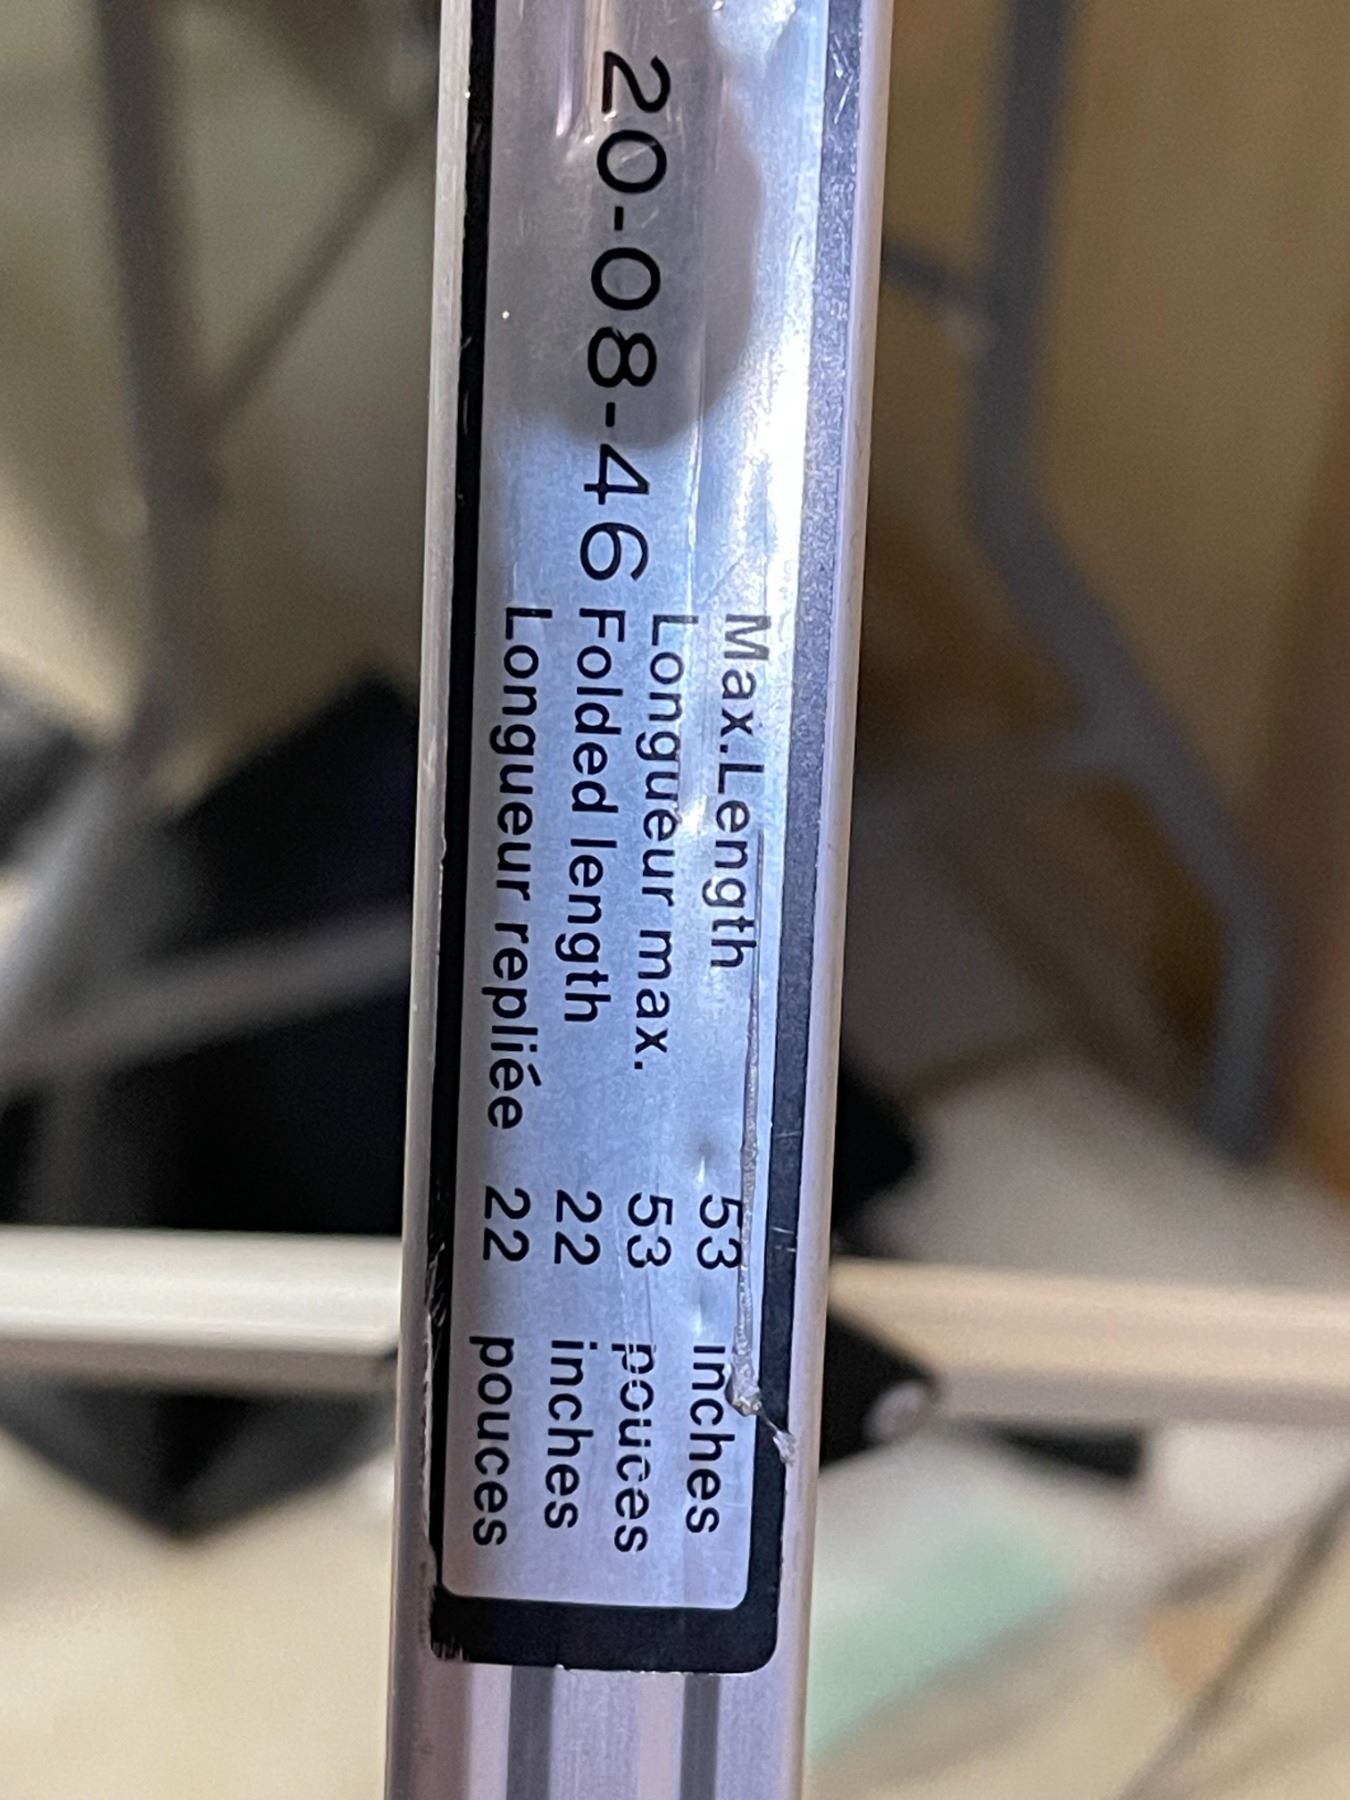 20-08-46
Max.Length 53 inches
Longueur max. 53 pouces
Folded length 22 inches
Longueur repliée 22 pouces